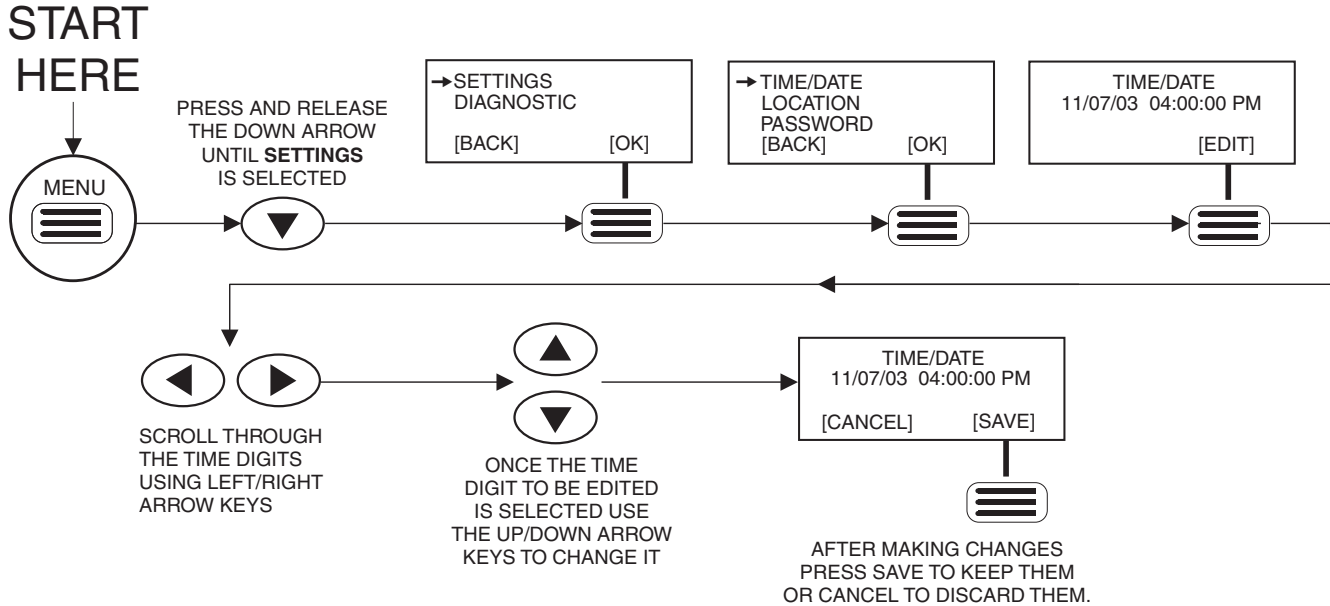 START
HERE
MENU
PRESS AND RELEASE
THE DOWN ARROW
UNTIL SETTINGS
IS SELECTED
SETTINGS
DIAGNOSTIC
[BACK] [OK]
TIME/DATE
LOCATION
PASSWORD
[BACK] [OK]
TIME/DATE
11/07/03 04:00:00 PM
[EDIT]
SCROLL THROUGH
THE TIME DIGITS
USING LEFT/RIGHT
ARROW KEYS
ONCE THE TIME
DIGIT TO BE EDITED
IS SELECTED USE
THE UP/DOWN ARROW
KEYS TO CHANGE IT
TIME/DATE
11/07/03 04:00:00 PM
[CANCEL] [SAVE]
AFTER MAKING CHANGES
PRESS SAVE TO KEEP THEM
OR CANCEL TO DISCARD THEM.